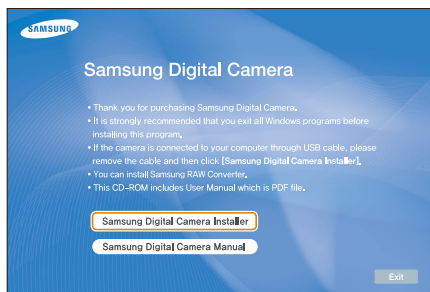 SAMSUNG
Samsung Digital Camera
• Thank you for purchasing Samsung Digital Camera.
• It is strongly recommended that you exit all Windows programs before
installing this program.
• If the camera is connected to your computer through USB cable, please
remove the cable and then click [Samsung Digital Camera Installer].
• You can install Samsung RAW Converter.
• This CD-ROM includes User Manual which is PDF file.
Samsung Digital Camera Installer
Samsung Digital Camera Manual
Exit